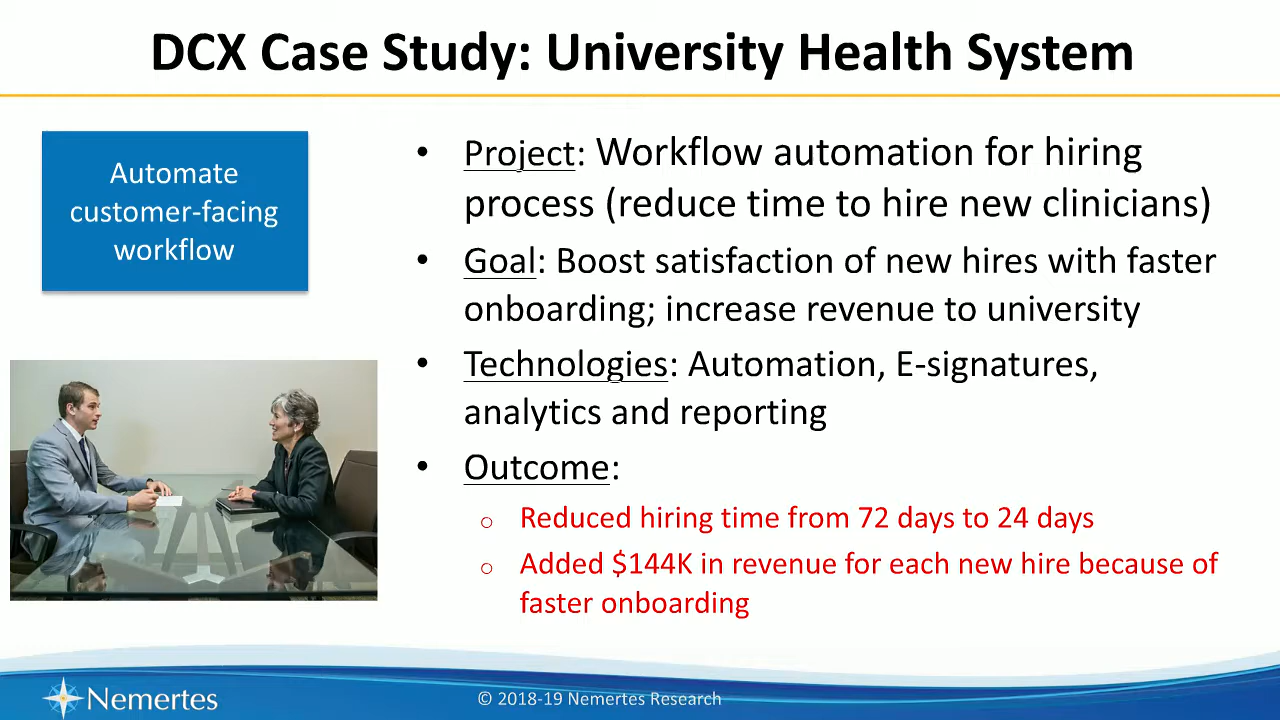 DCX Case Study: University Health System
Automate
customer-facing
workflow
• Project: Workflow automation for hiring
process (reduce time to hire new clinicians)
• Goal: Boost satisfaction of new hires with faster
onboarding; increase revenue to university
• Technologies: Automation, E-signatures,
analytics and reporting
• Outcome:
o Reduced hiring time from 72 days to 24 days
o Added $144K in revenue for each new hire because of
faster onboarding
Nemertes
© 2018-19 Nemertes Research